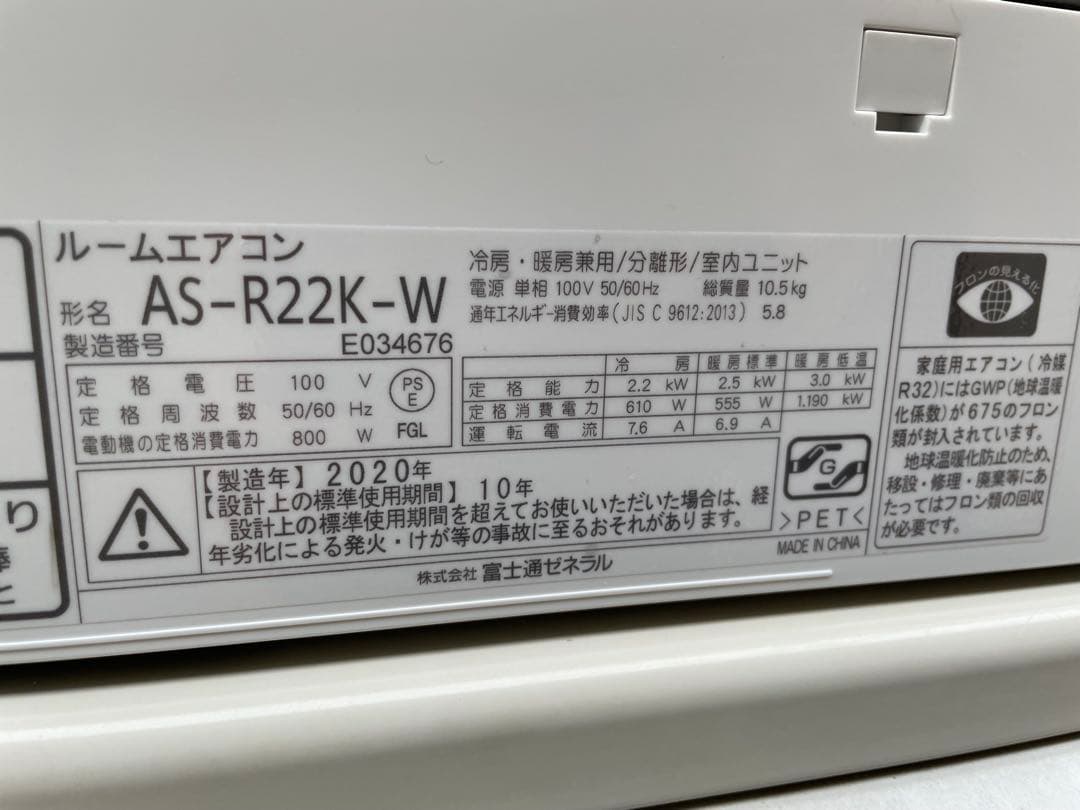 ルームエアコン
形名 AS-R22K-W
製造番号 E034676
冷房・暖房兼用/分離形/室内ユニット
電源 単相 100V 50/60Hz 総質量 10.5kg
通年エネルギー消費効率(JIS C 9612:2013) 5.8
定格電圧 100 V
定格周波数 50/60 Hz
電動機の定格消費電力 800 W
PS
E
FGL
冷房 暖房標準 暖房低温
定格能力 2.2 kW 2.5 kW 3.0 kW
定格消費電力 610 W 555 W 1.190 kW
運転電流 7.6 A 6.9 A
【製造年】2020年
【設計上の標準使用期間】10年
設計上の標準使用期間を超えてお使いいただいた場合は、経
年劣化による発火・けが等の事故に至るおそれがあります。
株式会社 富士通ゼネラル
G
>PET<
MADE IN CHINA
フロンの見える化
家庭用エアコン(冷媒
R32)にはGWP(地球温暖
化係数)が675のフロン
類が封入されています。
地球温暖化防止のため、
移設・修理・廃棄等にあ
たってはフロン類の回収
が必要です。
り
と